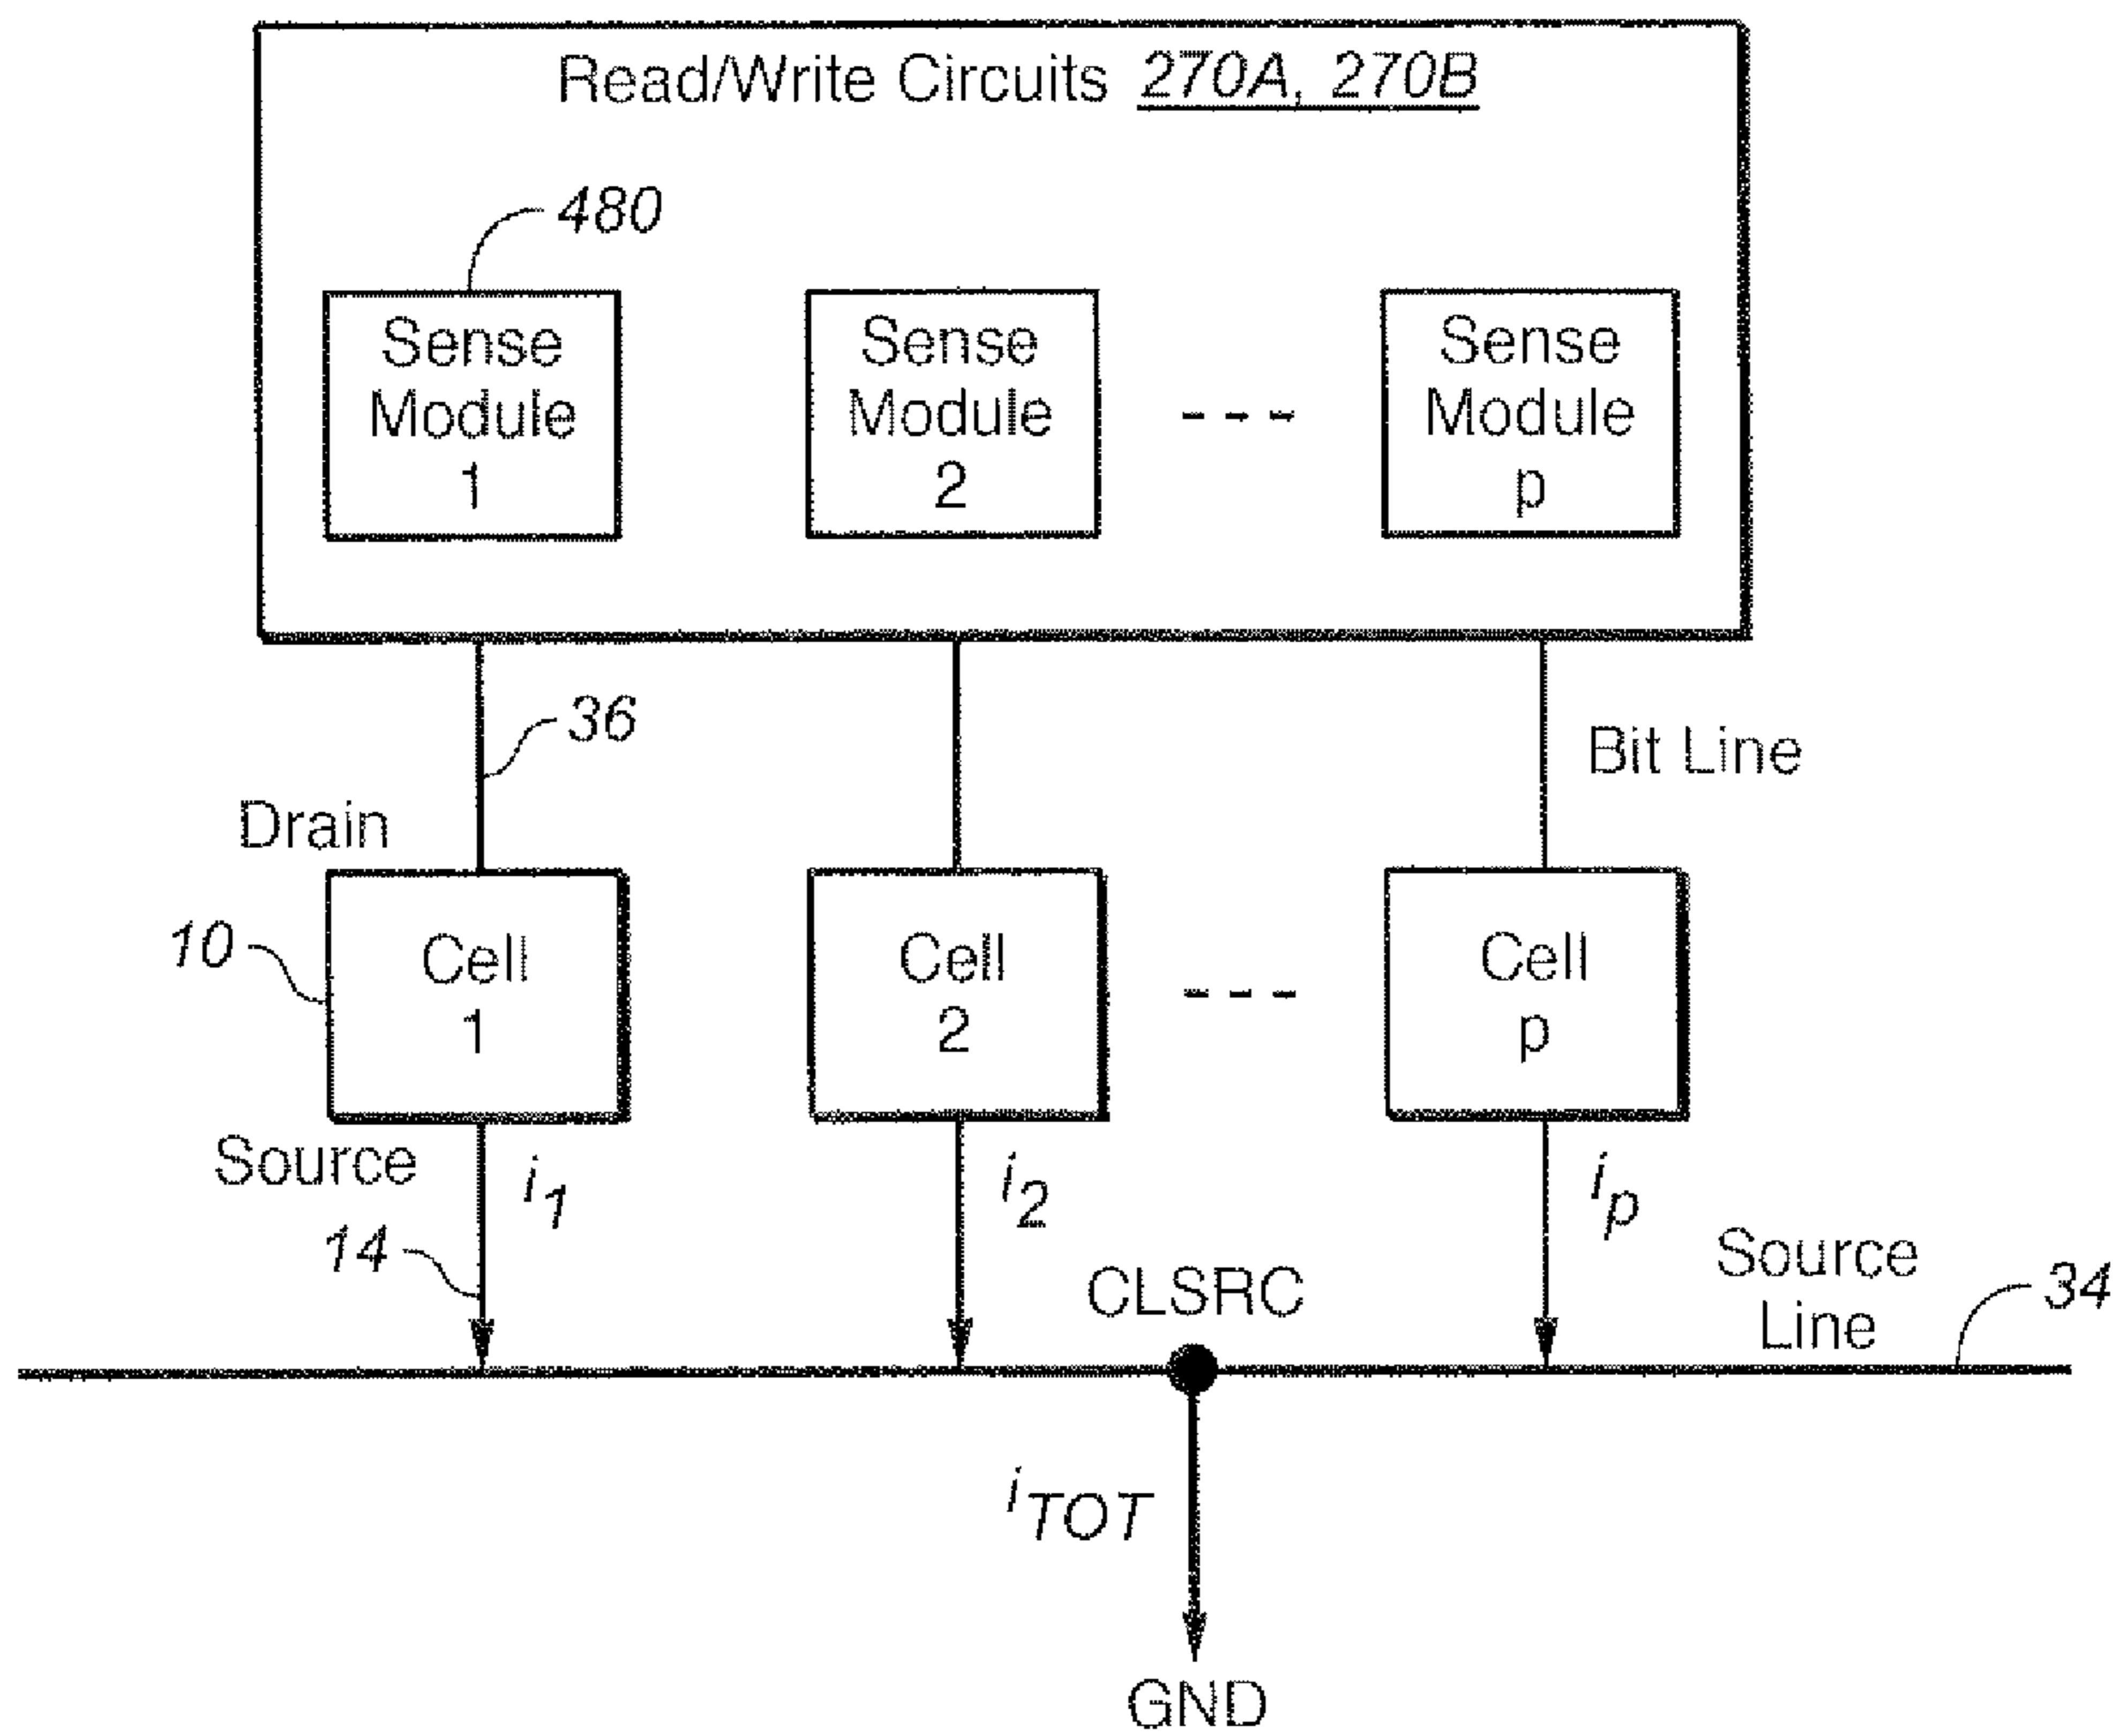 Read/Write Circuits 270A, 270B
480
Sense
Module
1
Sense
Module
2
Sense
Module
p
36
Bit Line
Drain
10
Cell
1
Cell
2
Cell
p
Source
i1
i2
ip
14
CLSRC
Source
Line
34
iTOT
GND